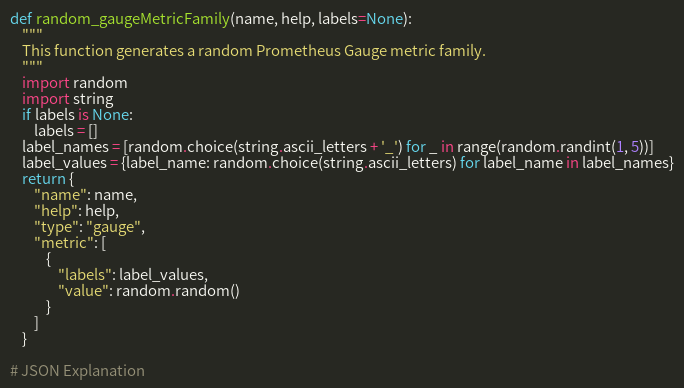 def random_gaugeMetricFamily(name, help, labels=None):
    """
    This function generates a random Prometheus Gauge metric family.
    """
    import random
    import string
    if labels is None:
        labels = []
    label_names = [random.choice(string.ascii_letters + '_') for _ in range(random.randint(1, 5))]
    label_values = {label_name: random.choice(string.ascii_letters) for label_name in label_names}
    return {
        "name": name,
        "help": help,
        "type": "gauge",
        "metric": [
            {
                "labels": label_values,
                "value": random.random()
            }
        ]
    }

# JSON Explanation